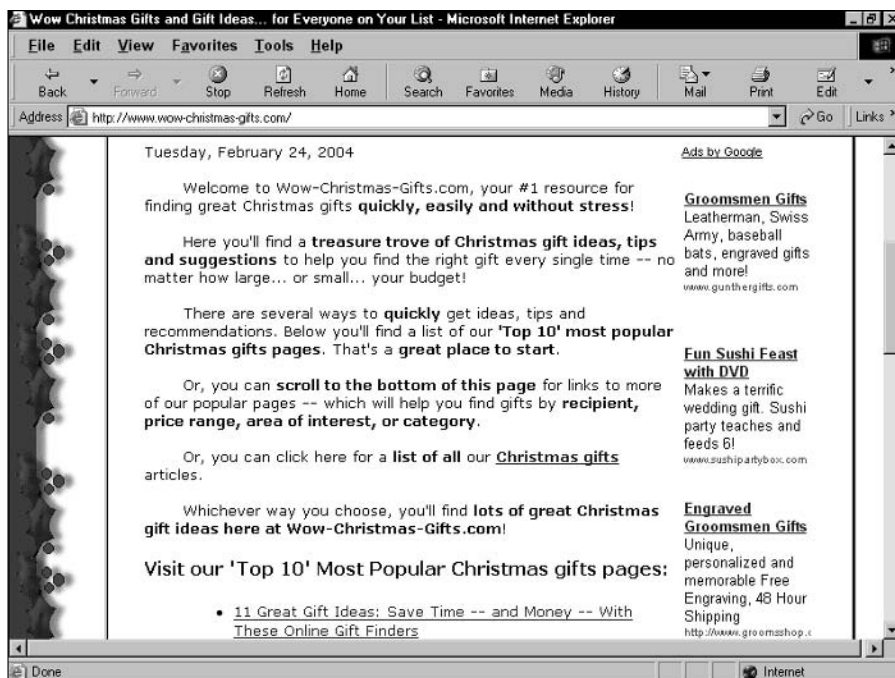 Wow Christmas Gifts and Gift Ideas... for Everyone on Your List - Microsoft Internet Explorer
File Edit View Favorites Tools Help
Back Forward Stop Refresh Home Search Favorites Media History Mail Print Edit
Address http://www.wow-christmas-gifts.com/ Go Links
Tuesday, February 24, 2004
Welcome to Wow-Christmas-Gifts.com, your #1 resource for
finding great Christmas gifts quickly, easily and without stress!
Here you'll find a treasure trove of Christmas gift ideas, tips
and suggestions to help you find the right gift every single time -- no
matter how large... or small... your budget!
There are several ways to quickly get ideas, tips and
recommendations. Below you'll find a list of our 'Top 10' most popular
Christmas gifts pages. That's a great place to start.
Or, you can scroll to the bottom of this page for links to more
of our popular pages -- which will help you find gifts by recipient,
price range, area of interest, or category.
Or, you can click here for a list of all our Christmas gifts
articles.
Whichever way you choose, you'll find lots of great Christmas
gift ideas here at Wow-Christmas-Gifts.com!
Visit our 'Top 10' Most Popular Christmas gifts pages:
• 11 Great Gift Ideas: Save Time -- and Money -- With
These Online Gift Finders
Ads by Google
Groomsmen Gifts
Leatherman, Swiss
Army, baseball
bats, engraved gifts
and more!
www.gunthergifts.com
Fun Sushi Feast
with DVD
Makes a terrific
wedding gift. Sushi
party teaches and
feeds 6!
www.sushipartybox.com
Engraved
Groomsmen Gifts
Unique,
personalized and
memorable Free
Engraving, 48 Hour
Shipping
http://www.groomsshop.c
Done Internet